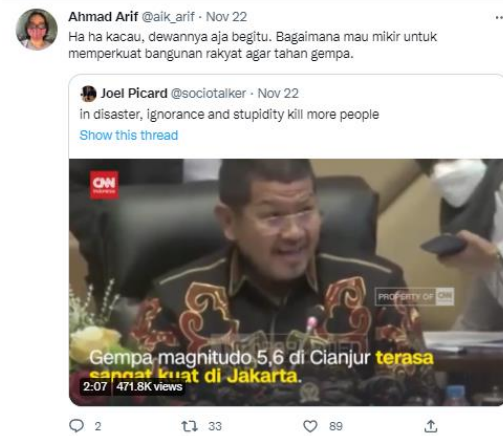 Ahmad Arif @aik_arif · Nov 22
Ha ha kacau, dewannya aja begitu. Bagaimana mau mikir untuk
memperkuat bangunan rakyat agar tahan gempa.
Joel Picard @sociotalker · Nov 22
in disaster, ignorance and stupidity kill more people
Show this thread
CNN
Indonesia
PROPERTY OF CNN
Gempa magnitudo 5,6 di Cianjur terasa
sangat kuat di Jakarta.
2:07 471.8K views
2 33 89